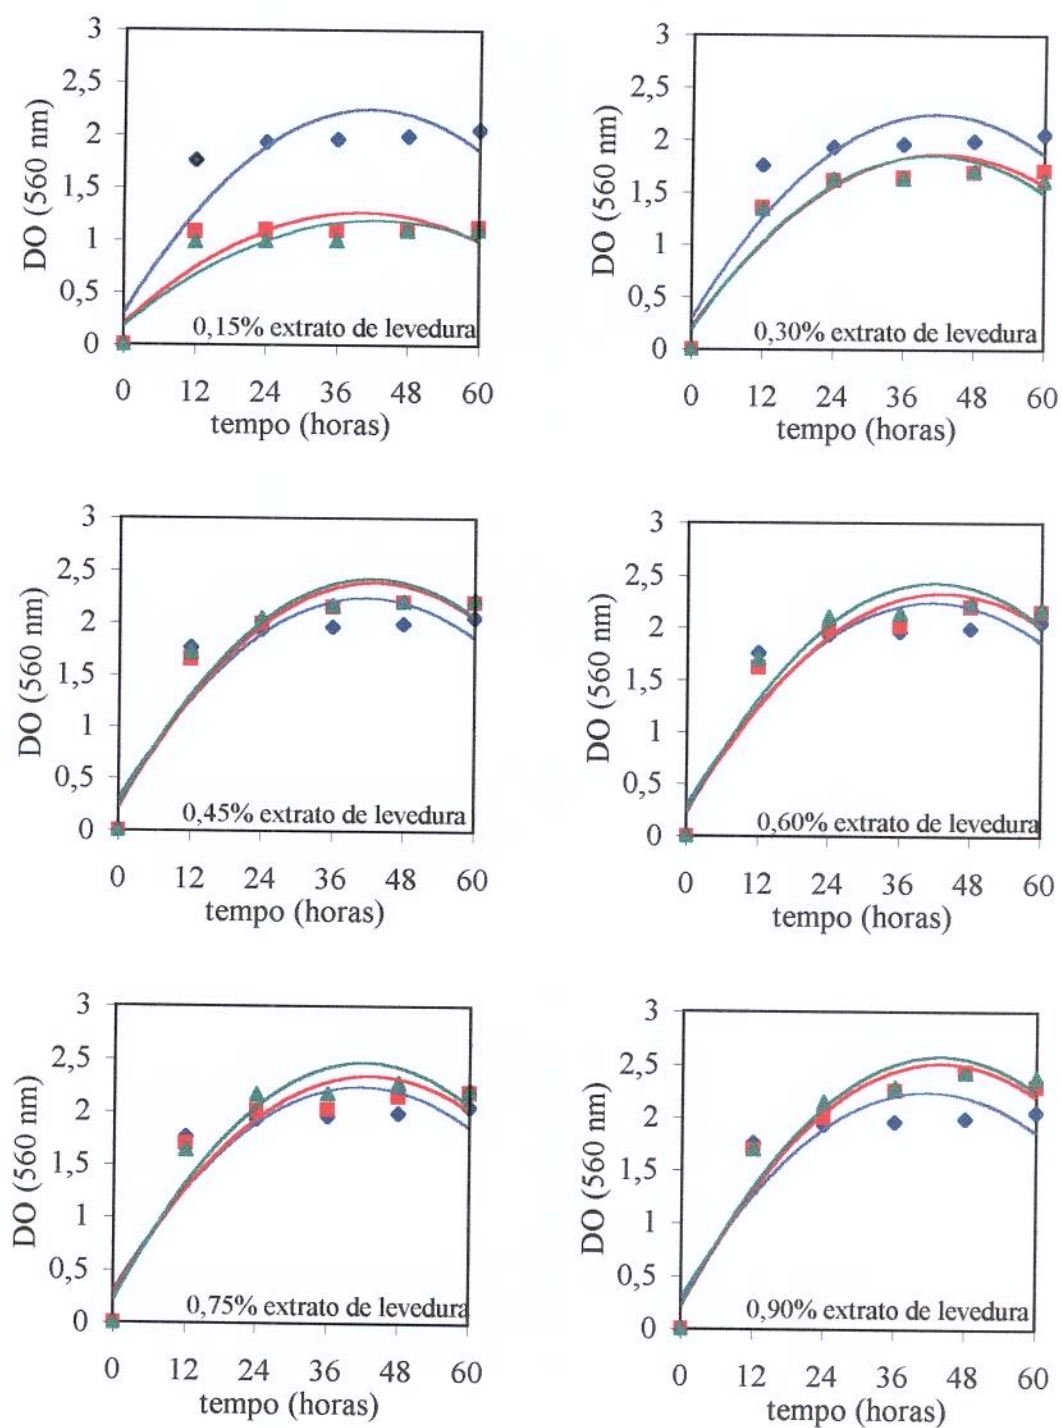 3
2,5
2
1,5
1
0,5
0
DO (560 nm)
0,15% extrato de levedura
0 12 24 36 48 60
tempo (horas)
3
2,5
2
1,5
1
0,5
0
DO (560 nm)
0,30% extrato de levedura
0 12 24 36 48 60
tempo (horas)
3
2,5
2
1,5
1
0,5
0
DO (560 nm)
0,45% extrato de levedura
0 12 24 36 48 60
tempo (horas)
3
2,5
2
1,5
1
0,5
0
DO (560 nm)
0,60% extrato de levedura
0 12 24 36 48 60
tempo (horas)
3
2,5
2
1,5
1
0,5
0
DO (560 nm)
0,75% extrato de levedura
0 12 24 36 48 60
tempo (horas)
3
2,5
2
1,5
1
0,5
0
DO (560 nm)
0,90% extrato de levedura
0 12 24 36 48 60
tempo (horas)